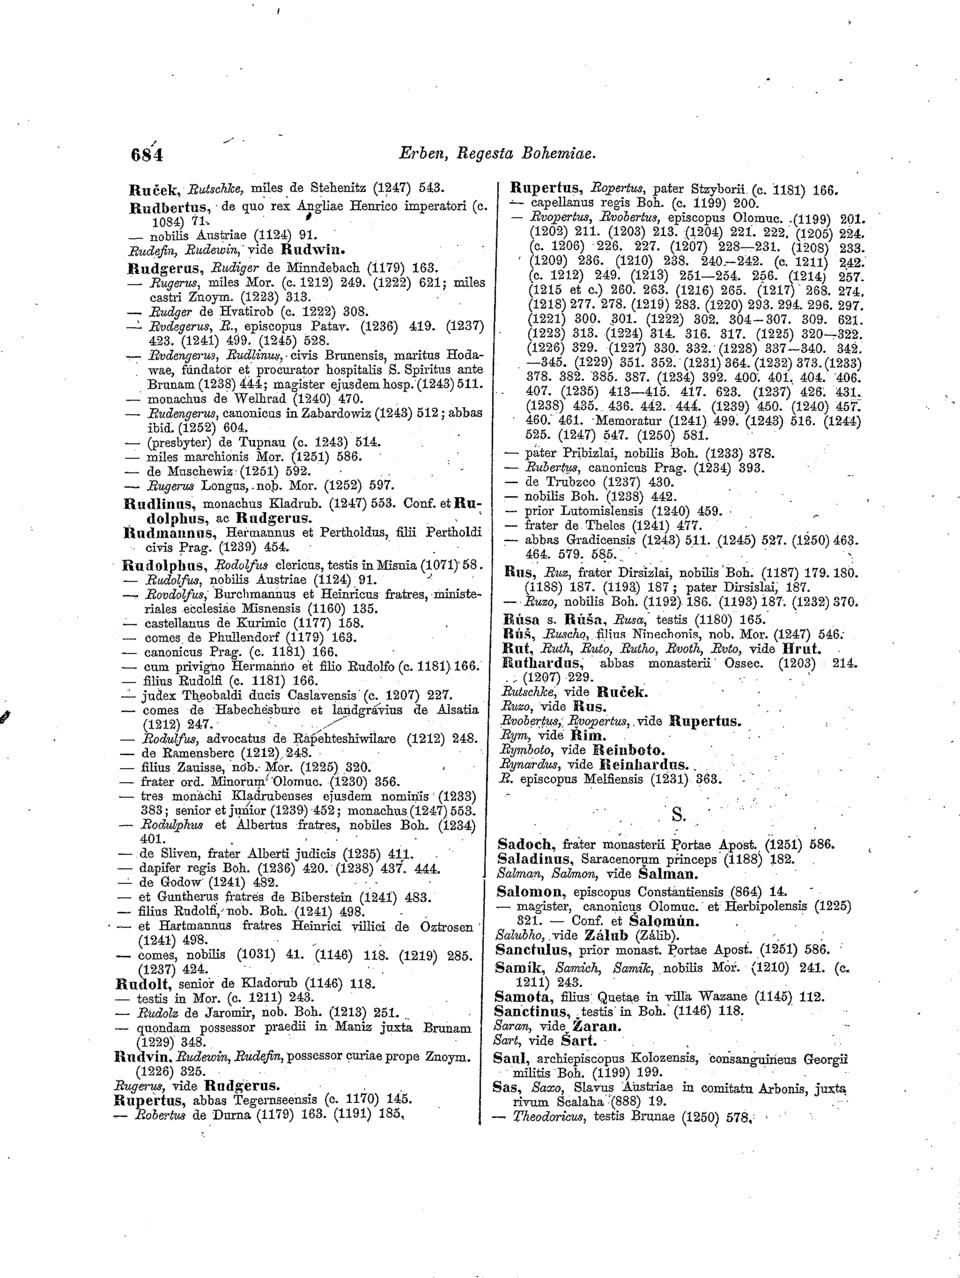 684
Erben, Regesta Bohemiae.
Ruček, Rutschke, miles de Stehenitz (1247) 543.
Rudbertus, de quo rex Angliae Henrico imperatori (c.
1084) 71.
— nobilis Austriae (1124) 91.
Rudefin, Rudewin, vide Rudwin.
Rudgerus, Rudiger de Minndebach (1179) 163.
— Rugerus, miles Mor. (c. 1212) 249. (1222) 621; miles
castri Znoym. (1223) 313.
— Rudger de Hvatirob (c. 1222) 308.
— Rvdegerus, R., episcopus Patav. (1236) 419. (1237)
423. (1241) 499. (1245) 528.
— Rvdengerus, Rudlinus, civis Brunensis, maritus Hoda-
wae, fundator et procurator hospitalis S. Spiritus ante
Brunam (1238) 444; magister ejusdem hosp. (1243) 511.
— monachus de Welhrad (1240) 470.
— Rudengerus, canonicus in Zabardowiz (1243) 512; abbas
ibid. (1252) 604.
— (presbyter) de Tupnau (c. 1243) 514.
— miles marchionis Mor. (1251) 586.
— de Muschewiz (1251) 592.
— Rugerus Longus, nob. Mor. (1252) 597.
Rudlinus, monachus Kladrub. (1247) 553. Conf. et Ru-
dolphus, ac Rudgerus.
Rudmannus, Hermannus et Pertholdus, filii Pertholdi
civis Prag. (1239) 454.
Rudolphus, Rodolfus clericus, testis in Misnia (1071) 58.
— Rudolfus, nobilis Austriae (1124) 91.
— Rovdolfus, Burchmannus et Heinricus fratres, ministe-
riales ecclesiae Misnensis (1160) 135.
— castellanus de Kurimic (1177) 158.
— comes de Phullendorf (1179) 163.
— canonicus Prag. (c. 1181) 166.
— cum privigno Hermanno et filio Rudolfo (c. 1181) 166.
— filius Rudolfi (c. 1181) 166.
— judex Theobaldi ducis Caslavensis (c. 1207) 227.
— comes de Habechesburc et landgravius de Alsatia
(1212) 247.
— Rodulfus, advocatus de Rapehteshiwilare (1212) 248.
— de Ramensberc (1212) 248.
— filius Zauisse, nob. Mor. (1225) 320.
— frater ord. Minorum Olomuc. (1230) 356.
— tres monachi Kladrubenses ejusdem nominis (1233)
383; senior et junior (1239) 452; monachus (1247) 553.
— Rodulphus et Albertus fratres, nobiles Boh. (1234)
401.
— de Sliven, frater Alberti judicis (1235) 411.
— dapifer regis Boh. (1236) 420. (1238) 437. 444.
— de Godow (1241) 482.
— et Guntherus fratres de Biberstein (1241) 483.
— filius Rudolfi, nob. Boh. (1241) 498.
— et Hartmannus fratres Heinrici villici de Oztrosen
(1241) 498.
— comes, nobilis (1031) 41. (1146) 118. (1219) 285.
(1237) 424.
Rudolt, senior de Kladorub (1146) 118.
— testis in Mor. (c. 1211) 243.
— Rudolz de Jaromir, nob. Boh. (1213) 251.
— quondam possessor praedii in Maniz juxta Brunam
(1229) 348.
Rudvin, Rudewin, Rudefin, possessor curiae prope Znoym.
(1226) 325.
Rugerus, vide Rudgerus.
Rupertus, abbas Tegernseensis (c. 1170) 145.
— Robertus de Durna (1179) 163. (1191) 185.
Rupertus, Ropertus, pater Stzyborii (c. 1181) 166.
— capellanus regis Boh. (c. 1199) 200.
— Rvopertus, Rvobertus, episcopus Olomuc. (1199) 201.
(1202) 211. (1203) 213. (1204) 221. 222. (1205) 224.
(c. 1206) 226. 227. (1207) 228—231. (1208) 233.
(1209) 236. (1210) 238. 240—242. (c. 1211) 242.
(c. 1212) 249. (1213) 251—254. 256. (1214) 257.
(1215 et c.) 260. 263. (1216) 265. (1217) 268. 274.
(1218) 277. 278. (1219) 283. (1220) 293. 294. 296. 297.
(1221) 300. 301. (1222) 302. 304—307. 309. 621.
(1223) 313. (1224) 314. 316. 317. (1225) 320—322.
(1226) 329. (1227) 330. 332. (1228) 337—340. 342.
—345. (1229) 351. 352. (1231) 364. (1232) 373. (1233)
378. 382. 385. 387. (1234) 392. 400. 401. 404. 406.
407. (1235) 413—415. 417. 623. (1237) 426. 431.
(1238) 435. 436. 442. 444. (1239) 450. (1240) 457.
460. 461. Memoratur (1241) 499. (1243) 516. (1244)
525. (1247) 547. (1250) 581.
— pater Pribizlai, nobilis Boh. (1233) 378.
— Rubertus, canonicus Prag. (1234) 393.
— de Trubzco (1237) 430.
— nobilis Boh. (1238) 442.
— prior Lutomislensis (1240) 459.
— frater de Theles (1241) 477.
— abbas Gradicensis (1243) 511. (1245) 527. (1250) 463.
464. 579. 585.
Rus, Ruz, frater Dirsizlai, nobilis Boh. (1187) 179. 180.
(1188) 187. (1193) 187; pater Dirsislai, 187.
— Ruzo, nobilis Boh. (1192) 186. (1193) 187. (1232) 370.
Růsa s. Růša, Rusa, testis (1180) 165.
Růš, Ruscho, filius Ninechonis, nob. Mor. (1247) 546.
Rut, Ruth, Ruto, Rutho, Rvoth, Rvto, vide Hrut.
Ruthardus, abbas monasterii Ossec. (1203) 214.
(1207) 229.
Rutschke, vide Ruček.
Ruzo, vide Rus.
Rvobertus, Rvopertus, vide Rupertus.
Rym, vide Řim.
Rymboto, vide Reinboto.
Rynardus, vide Reinhardus.
R. episcopus Melfiensis (1231) 363.
S.
Sadoch, frater monasterii Portae Apost. (1251) 586.
Saladinus, Saracenorum princeps (1188) 182.
Salman, Salmon, vide Šalman.
Salomon, episcopus Constantiensis (864) 14.
— magister, canonicus Olomuc. et Herbipolensis (1225)
321. — Conf. et Šalomún.
Salubho, vide Zálub (Zálib).
Sanctulus, prior monast. Portae Apost. (1251) 586.
Samík, Samich, Samik, nobilis Mor. (1210) 241. (c.
1211) 243.
Samota, filius Quetae in villa Wazane (1145) 112.
Sanctinus, testis in Boh. (1146) 118.
Saran, vide Žaran.
Sart, vide Šart.
Saul, archiepiscopus Kolozensis, consanguineus Georgii
militis Boh. (1199) 199.
Sas, Saxo, Slavus Austriae in comitatu Arbonis, juxta
rivum Scalaha (888) 19.
— Theodoricus, testis Brunae (1250) 578.